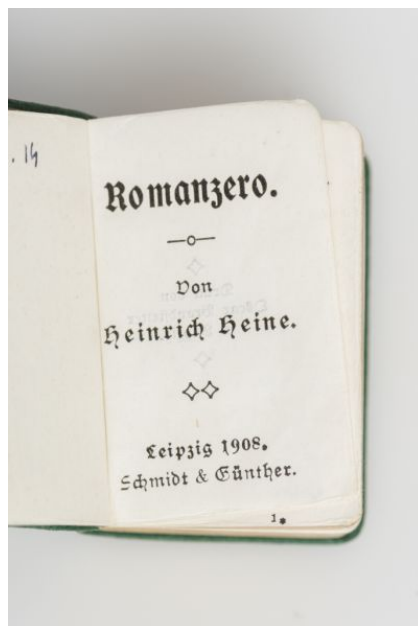 . 14
Romanzero.
Von
Heinrich Heine.
Leipzig 1908.
Schmidt & Günther.
1*